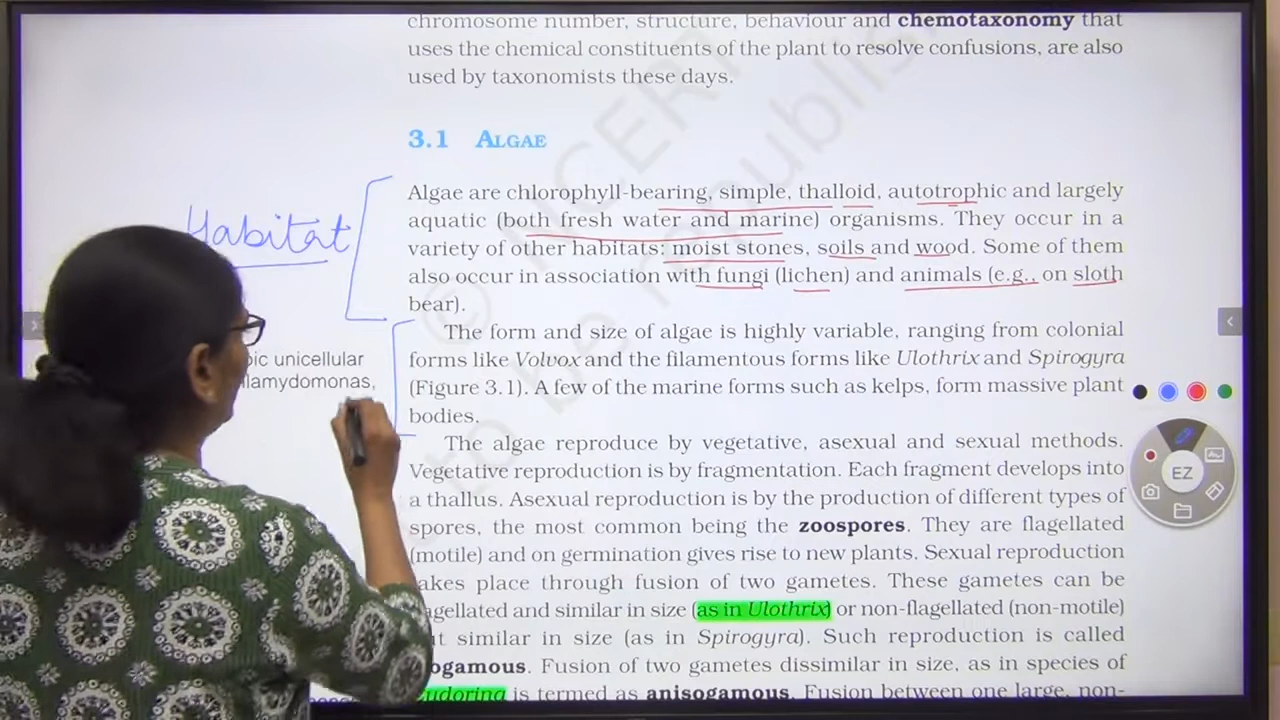 chromosome number, structure, behaviour and chemotaxonomy that
uses the chemical constituents of the plant to resolve confusions, are also
used by taxonomists these days.
3.1 ALGAE
Algae are chlorophyll-bearing, simple, thalloid, autotrophic and largely
aquatic (both fresh water and marine) organisms. They occur in a
variety of other habitats: moist stones, soils and wood. Some of them
also occur in association with fungi (lichen) and animals (e.g., on sloth
bear).
Habitat
The form and size of algae is highly variable, ranging from colonial
forms like Volvox and the filamentous forms like Ulothrix and Spirogyra
(Figure 3.1). A few of the marine forms such as kelps, form massive plant
bodies.
unicellular
The algae reproduce by vegetative, asexual and sexual methods.
Vegetative reproduction is by fragmentation. Each fragment develops into
a thallus. Asexual reproduction is by the production of different types of
spores, the most common being the zoospores. They are flagellated
(motile) and on germination gives rise to new plants. Sexual reproduction
takes place through fusion of two gametes. These gametes can be
flagellated and similar in size (as in Ulothrix) or non-flagellated (non-motile)
but similar in size (as in Spirogyra). Such reproduction is called
isogamous. Fusion of two gametes dissimilar in size, as in species of
Eudorina is termed as anisogamous. Fusion between one large, non-
EZ
© NCERT
to be republis